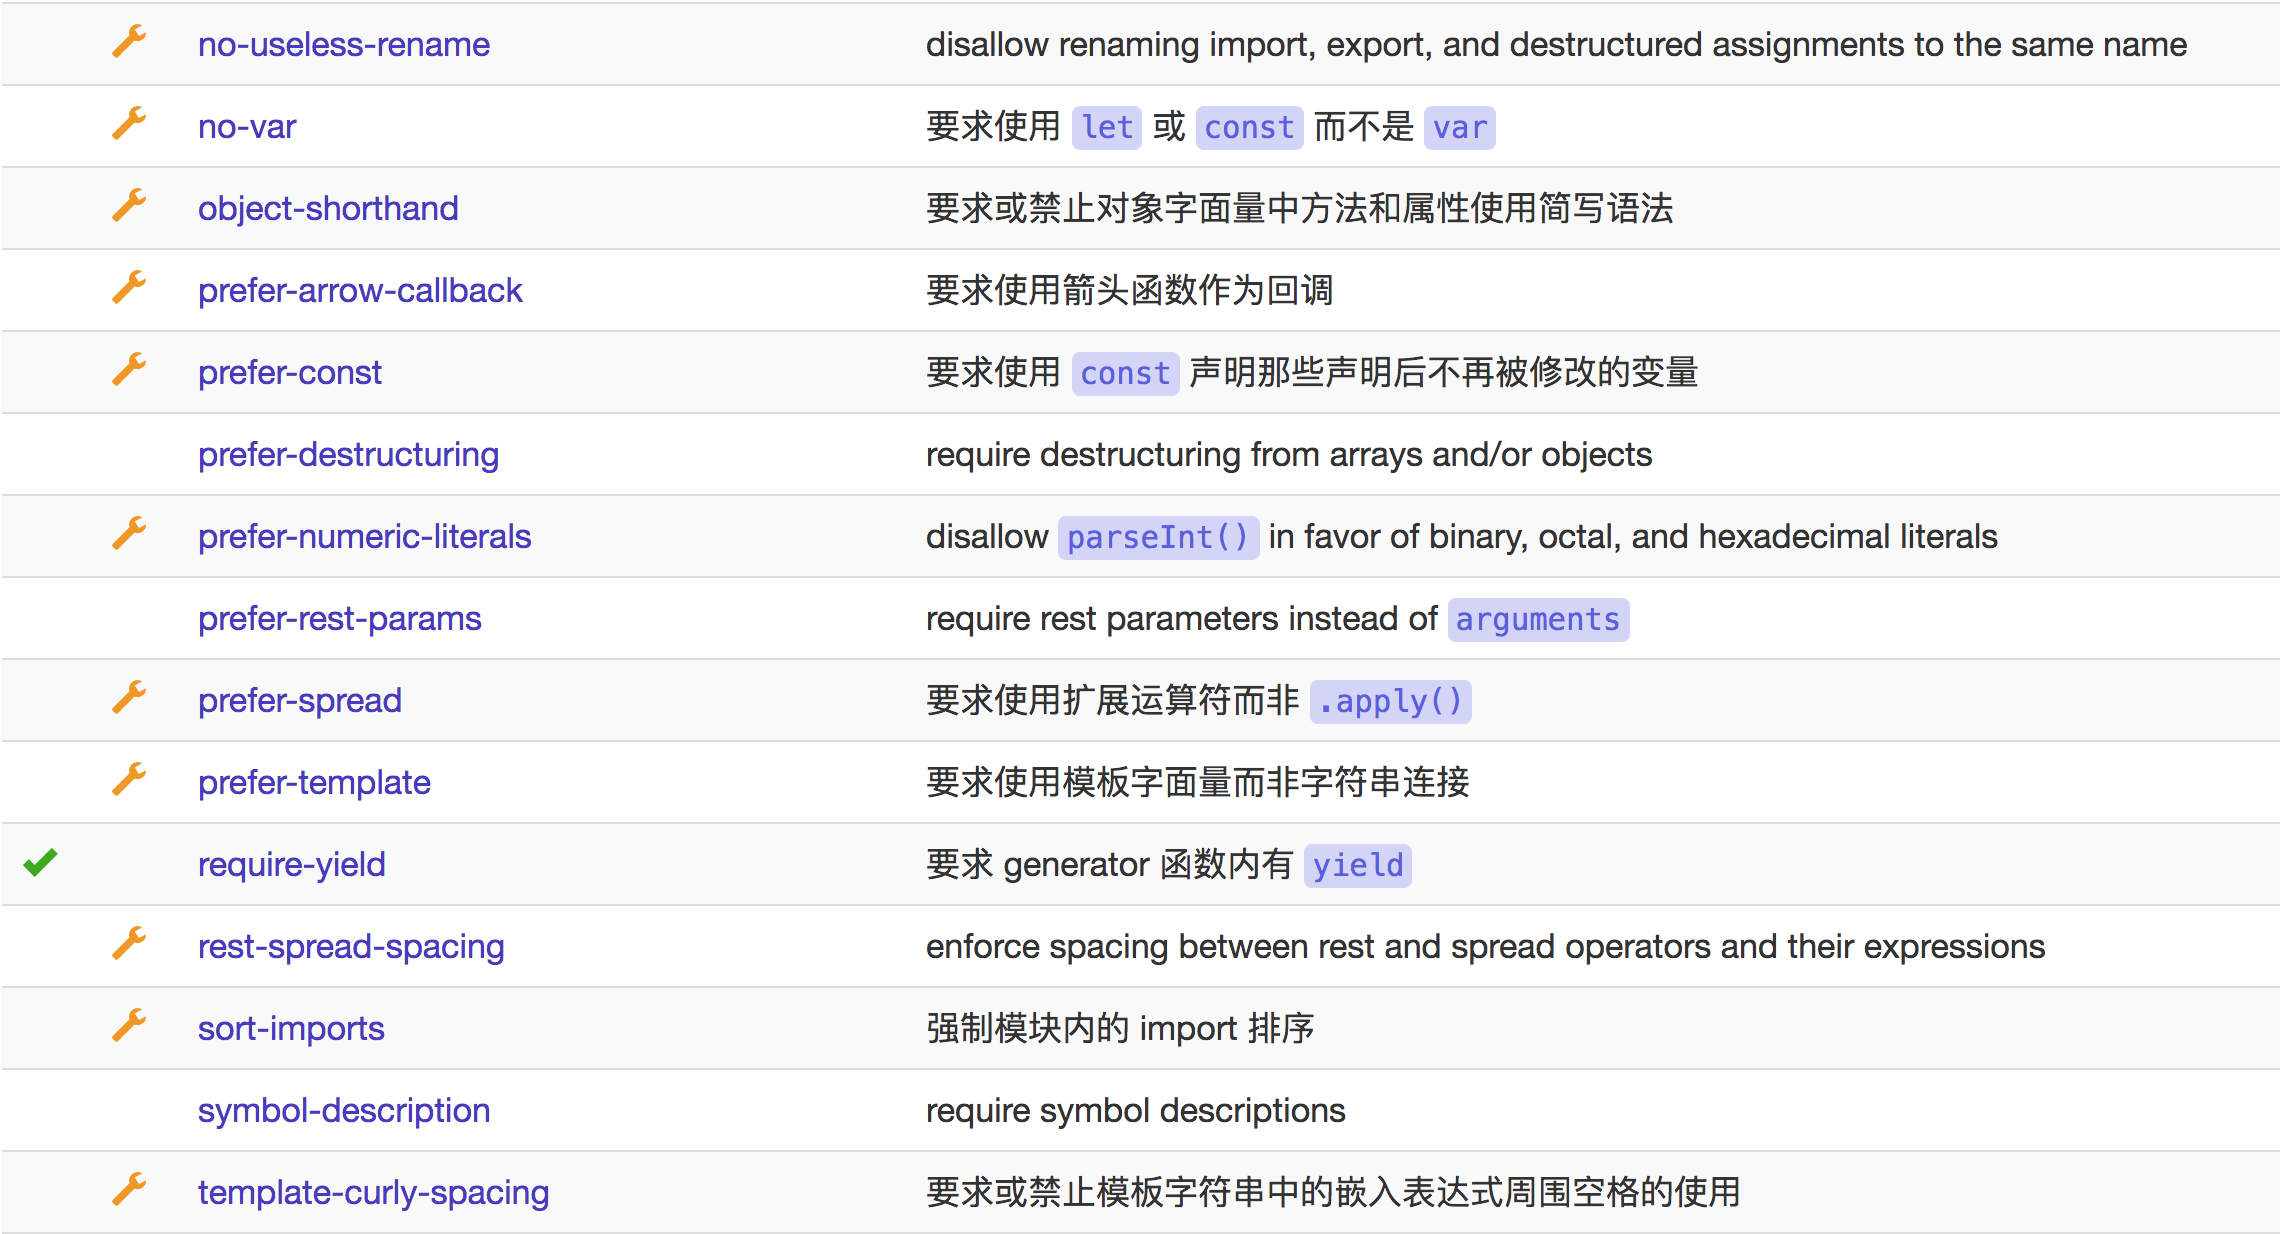 no-useless-rename disallow renaming import, export, and destructured assignments to the same name
no-var 要求使用 let 或 const 而不是 var
object-shorthand 要求或禁止对象字面量中方法和属性使用简写语法
prefer-arrow-callback 要求使用箭头函数作为回调
prefer-const 要求使用 const 声明那些声明后不再被修改的变量
prefer-destructuring require destructuring from arrays and/or objects
prefer-numeric-literals disallow parseInt() in favor of binary, octal, and hexadecimal literals
prefer-rest-params require rest parameters instead of arguments
prefer-spread 要求使用扩展运算符而非 .apply()
prefer-template 要求使用模板字面量而非字符串连接
require-yield 要求 generator 函数内有 yield
rest-spread-spacing enforce spacing between rest and spread operators and their expressions
sort-imports 强制模块内的 import 排序
symbol-description require symbol descriptions
template-curly-spacing 要求或禁止模板字符串中的嵌入表达式周围空格的使用